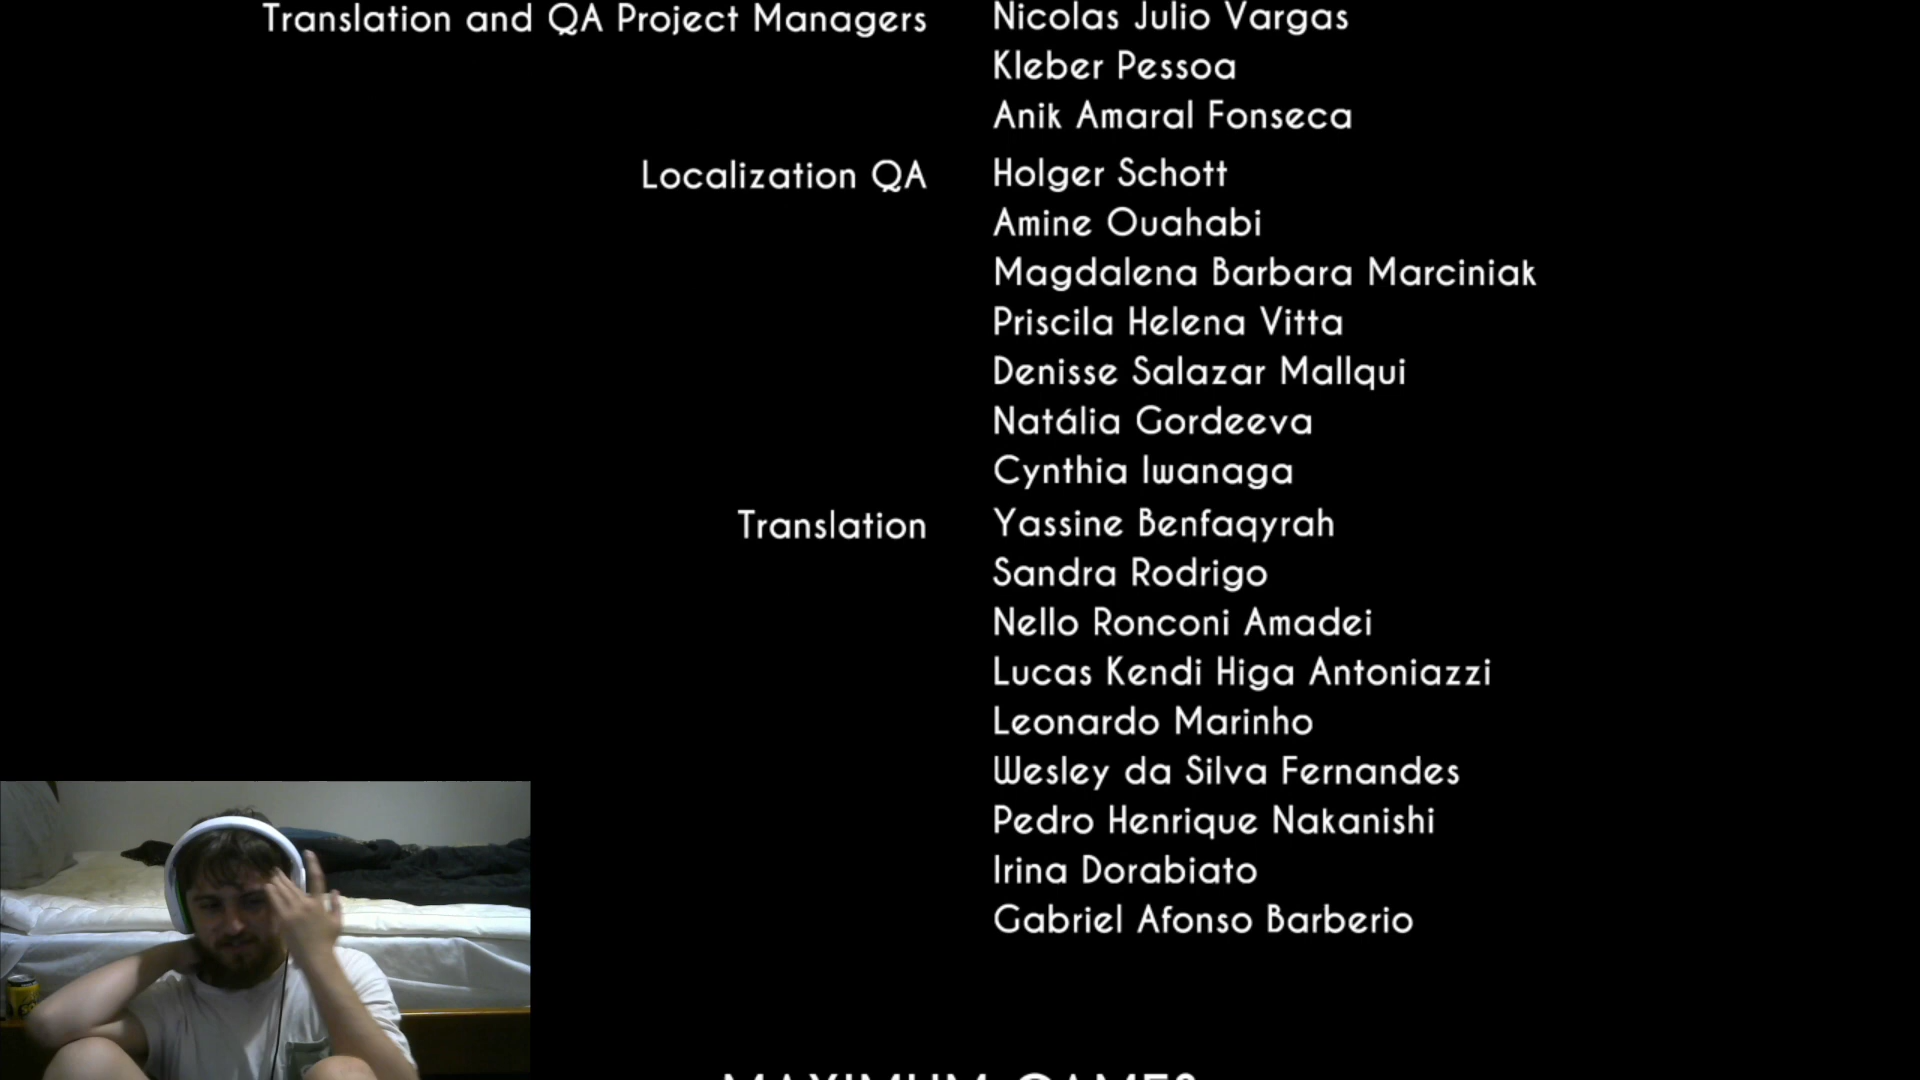 Translation and QA Project Managers Nicolas Julio Vargas
Kleber Pessoa
Anik Amaral Fonseca
Localization QA Holger Schott
Amine Ouahabi
Magdalena Barbara Marciniak
Priscila Helena Vitta
Denisse Salazar Mallqui
Natália Gordeeva
Cynthia Iwanaga
Translation Yassine Benfaqyrah
Sandra Rodrigo
Nello Ronconi Amadei
Lucas Kendi Higa Antoniazzi
Leonardo Marinho
Wesley da Silva Fernandes
Pedro Henrique Nakanishi
Irina Dorabiato
Gabriel Afonso Barberio
MAXIMUM GAMES